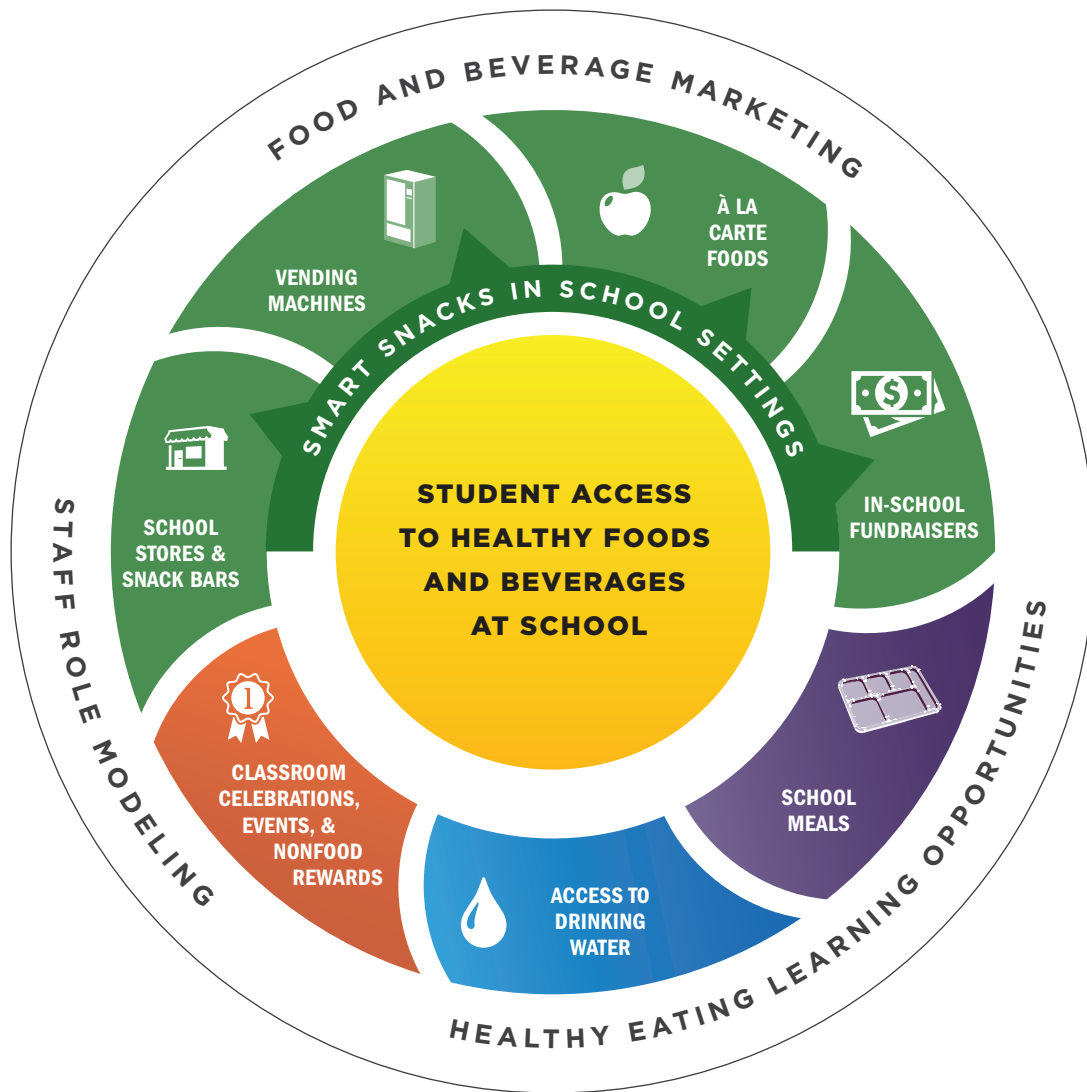 FOOD AND BEVERAGE MARKETING
À LA
CARTE
FOODS
VENDING
MACHINES
SMART SNACKS IN SCHOOL SETTINGS
$
IN-SCHOOL
FUNDRAISERS
SCHOOL
STORES &
SNACK BARS
STUDENT ACCESS
TO HEALTHY FOODS
AND BEVERAGES
AT SCHOOL
STAFF ROLE MODELING
1
CLASSROOM
CELEBRATIONS,
EVENTS, &
NONFOOD
REWARDS
SCHOOL
MEALS
ACCESS TO
DRINKING
WATER
HEALTHY EATING LEARNING OPPORTUNITIES